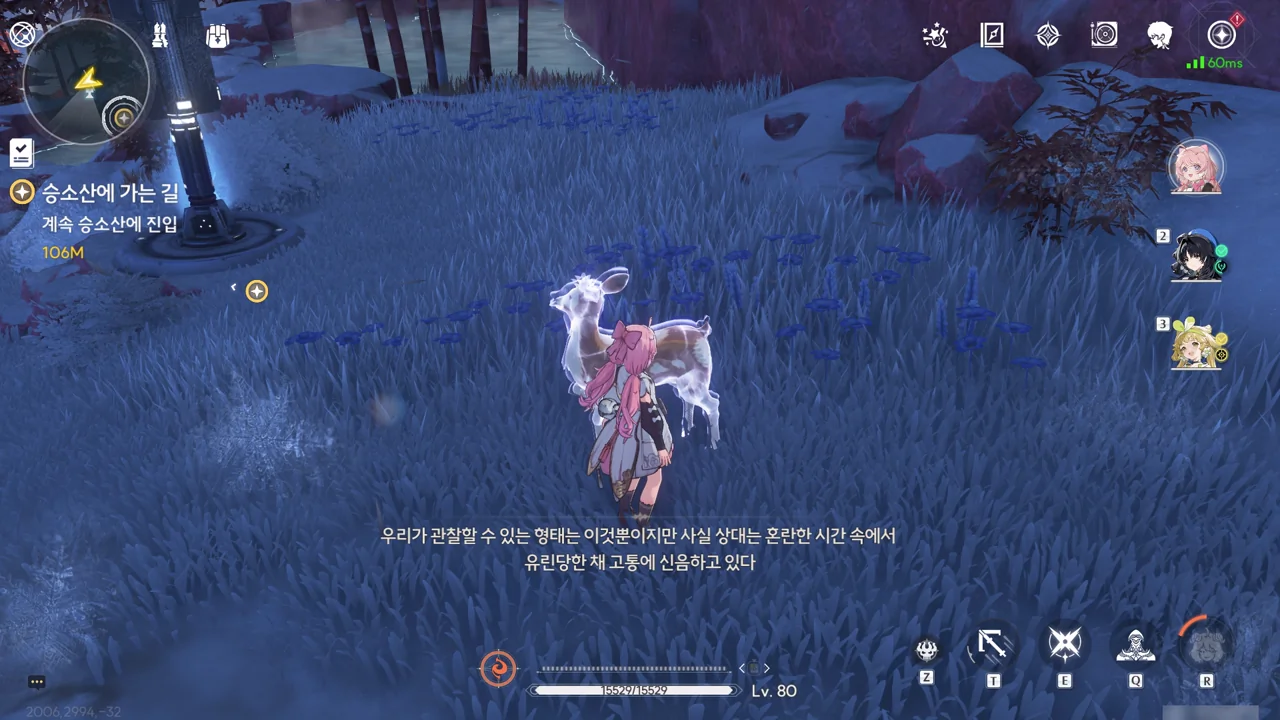 60ms
승소산에 가는 길
계속 승소산에 진입
106M
2
3
우리가 관찰할 수 있는 형태는 이것뿐이지만 사실 상대는 혼란한 시간 속에서
유린당한 채 고통에 신음하고 있다
15529/15529
Lv. 80
Z
T
E
Q
R
2006,2994,-32